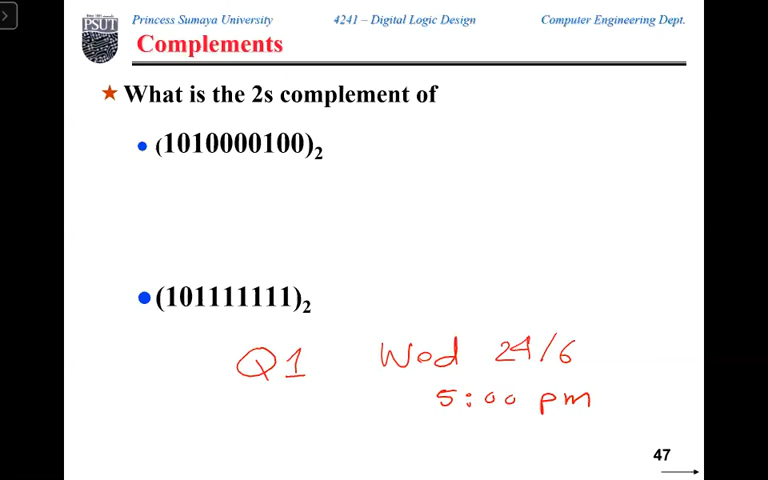 Princess Sumaya University 4241 – Digital Logic Design Computer Engineering Dept.
PSUT
Complements
What is the 2s complement of
(1010000100)2
(101111111)2
Q1 Wed 24/6
5:00 pm
47